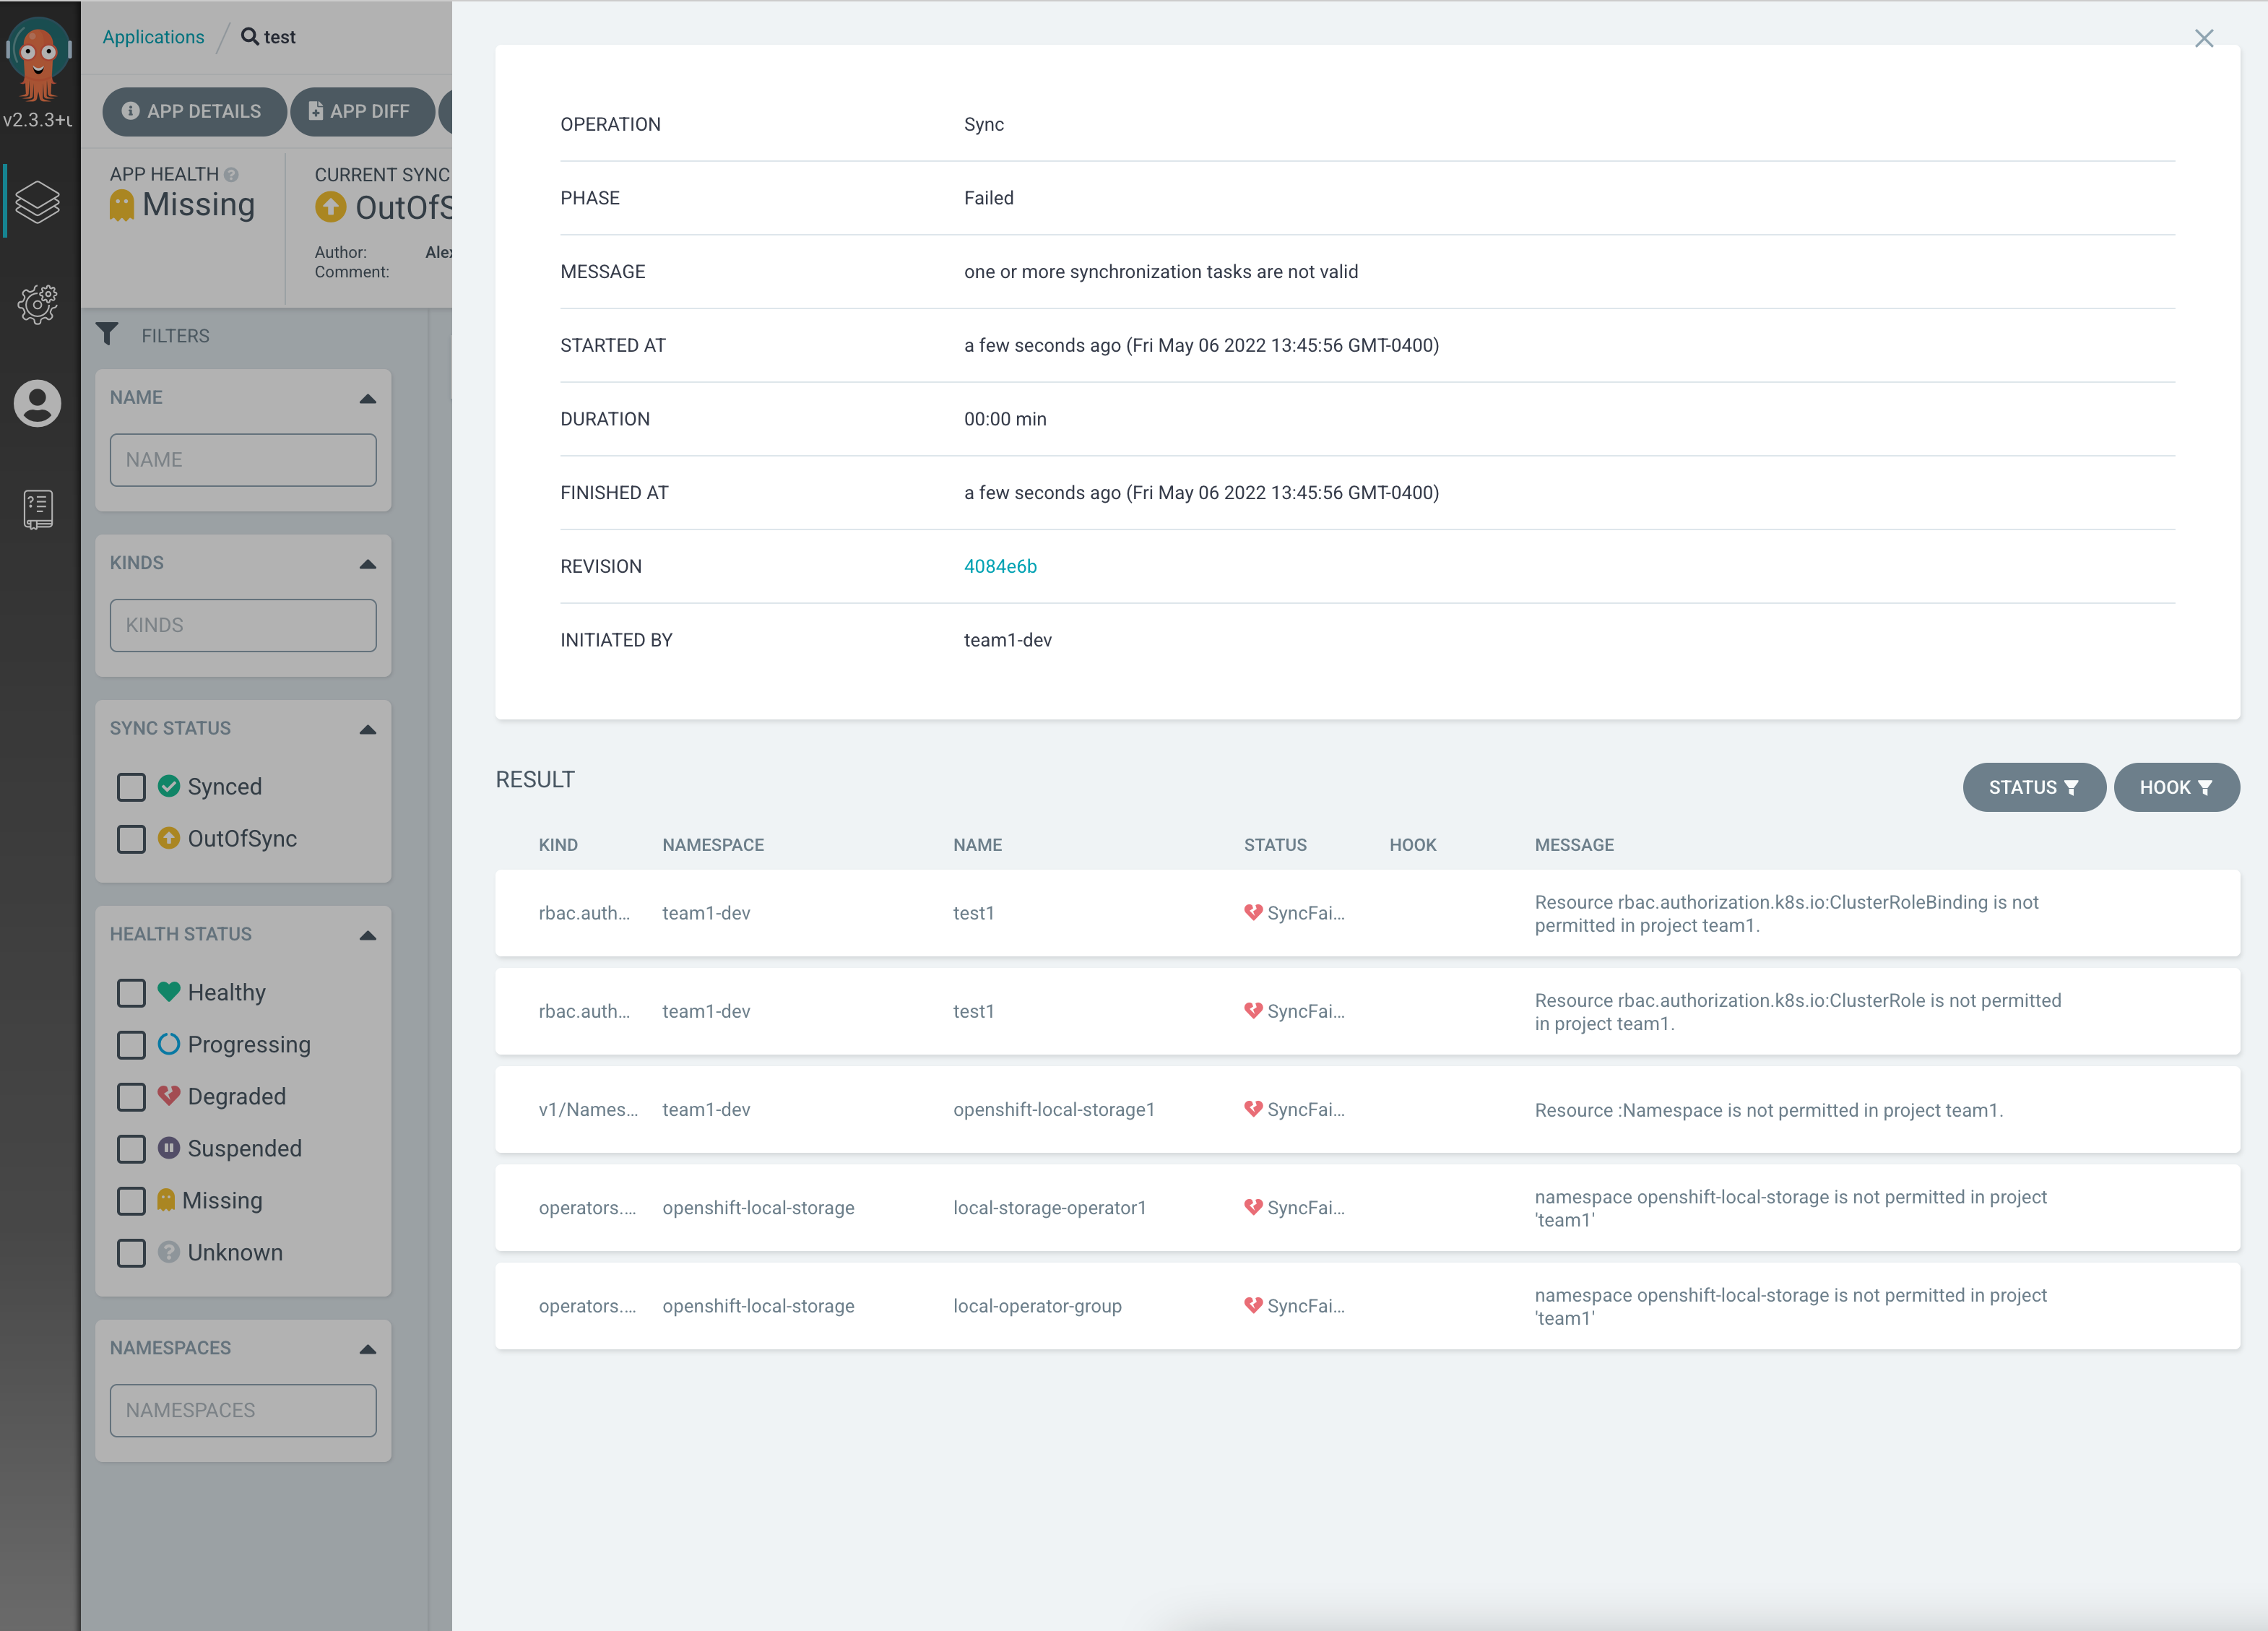 v2.3.3+
Applications / test
APP DETAILS
APP DIFF
APP HEALTH
Missing
CURRENT SYNC
OutOfS
Author: Alex
Comment:
FILTERS
NAME
NAME
KINDS
KINDS
SYNC STATUS
Synced
OutOfSync
HEALTH STATUS
Healthy
Progressing
Degraded
Suspended
Missing
Unknown
NAMESPACES
NAMESPACES
OPERATION Sync
PHASE Failed
MESSAGE one or more synchronization tasks are not valid
STARTED AT a few seconds ago (Fri May 06 2022 13:45:56 GMT-0400)
DURATION 00:00 min
FINISHED AT a few seconds ago (Fri May 06 2022 13:45:56 GMT-0400)
REVISION 4084e6b
INITIATED BY team1-dev
RESULT
STATUS
HOOK
KIND NAMESPACE NAME STATUS HOOK MESSAGE
rbac.auth... team1-dev test1 SyncFai... Resource rbac.authorization.k8s.io:ClusterRoleBinding is not
permitted in project team1.
rbac.auth... team1-dev test1 SyncFai... Resource rbac.authorization.k8s.io:ClusterRole is not permitted
in project team1.
v1/Names... team1-dev openshift-local-storage1 SyncFai... Resource :Namespace is not permitted in project team1.
operators.... openshift-local-storage local-storage-operator1 SyncFai... namespace openshift-local-storage is not permitted in project
'team1'
operators.... openshift-local-storage local-operator-group SyncFai... namespace openshift-local-storage is not permitted in project
'team1'